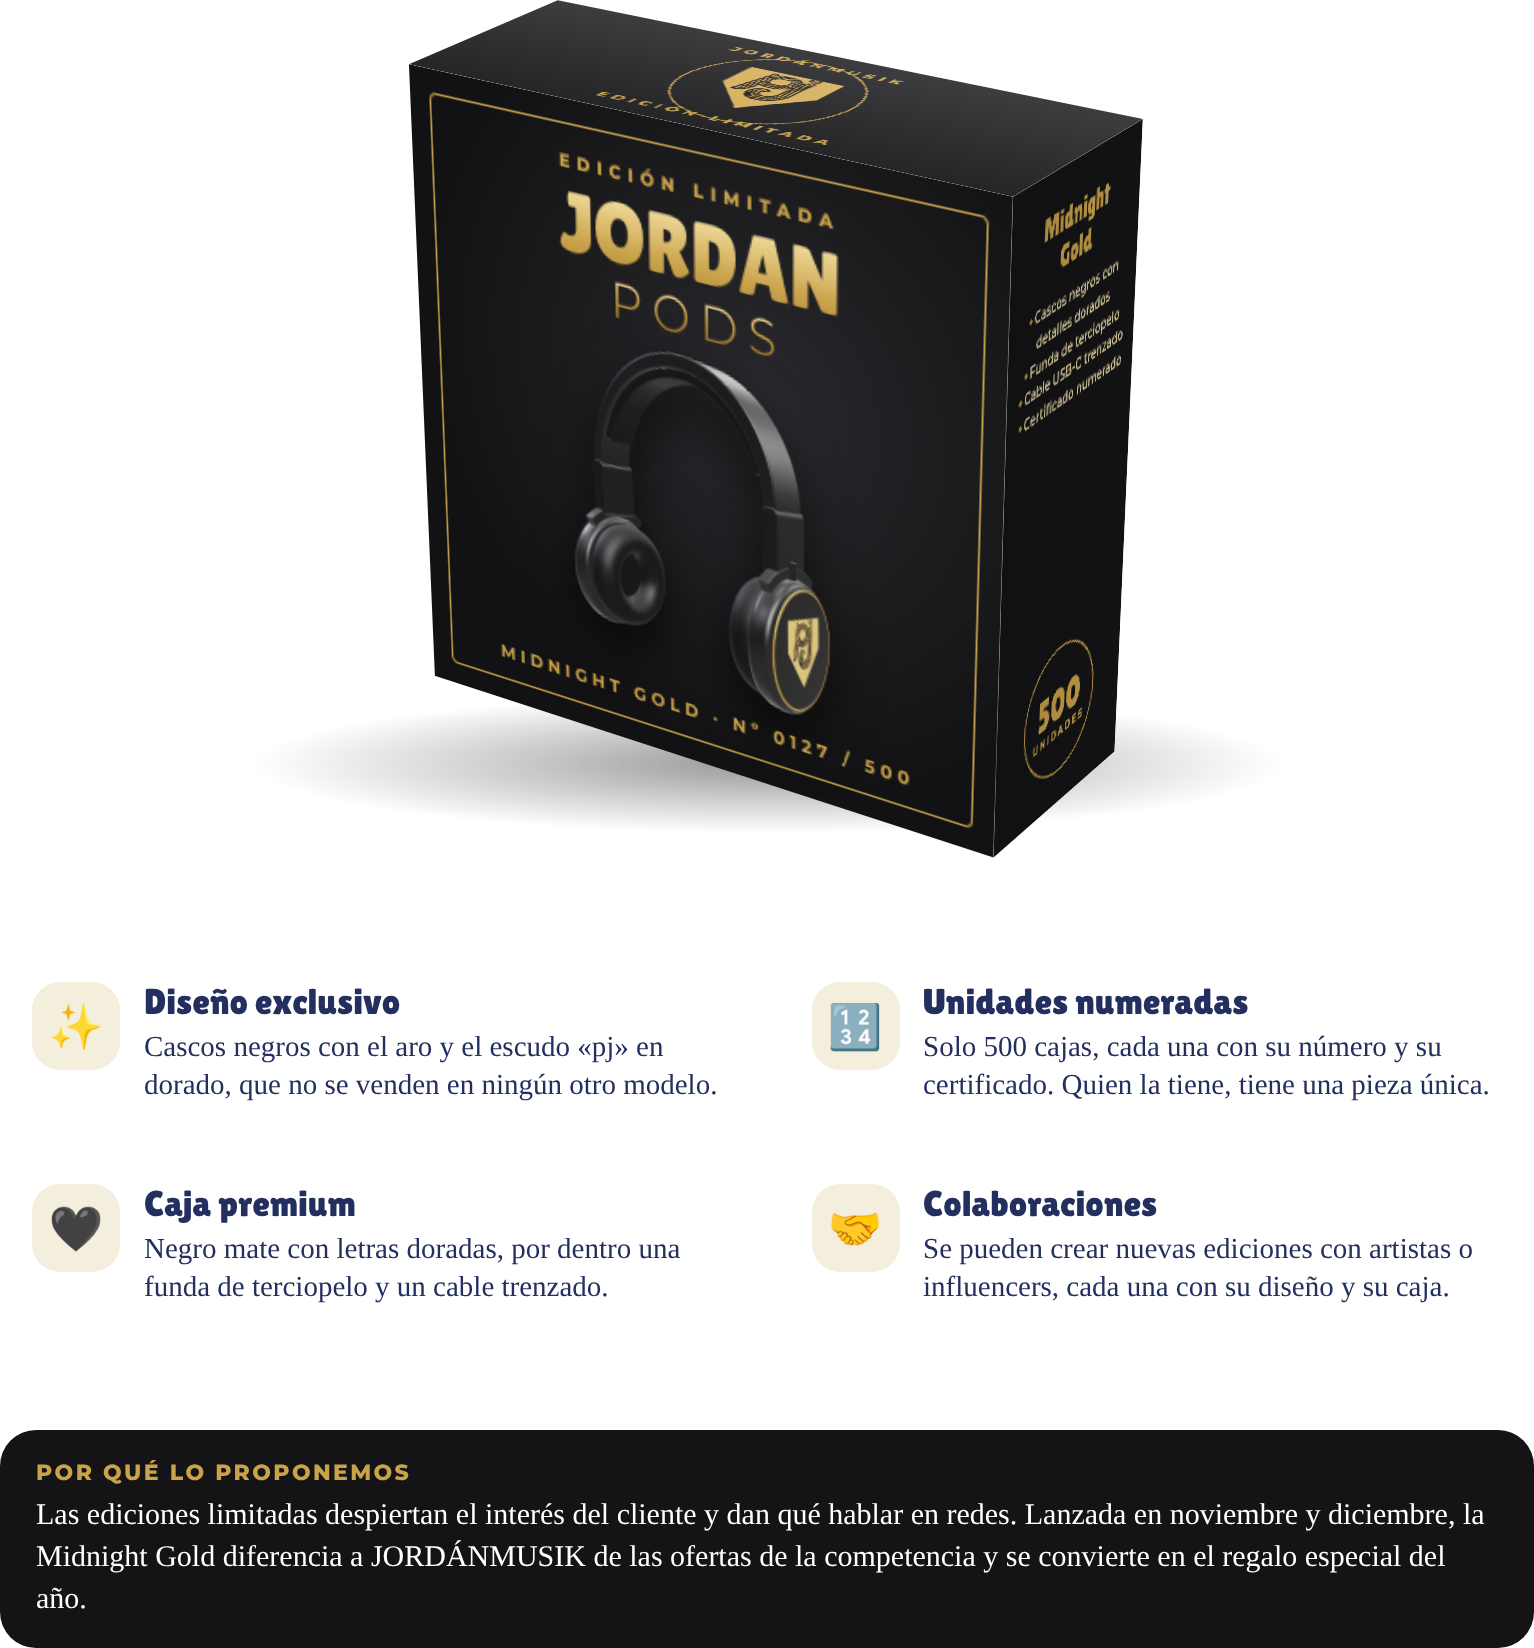 JORDÁNMUSIK
EDICIÓN LIMITADA
EDICIÓN LIMITADA
JORDAN
PODS
MIDNIGHT GOLD · Nº 0127 / 500
Midnight
Gold
• Cascos negros con
detalles dorados
• Funda de terciopelo
• Cable USB-C trenzado
• Certificado numerado
500
UNIDADES
Diseño exclusivo
Cascos negros con el aro y el escudo «pj» en
dorado, que no se venden en ningún otro modelo.
1 2
3 4
Unidades numeradas
Solo 500 cajas, cada una con su número y su
certificado. Quien la tiene, tiene una pieza única.
Caja premium
Negro mate con letras doradas, por dentro una
funda de terciopelo y un cable trenzado.
Colaboraciones
Se pueden crear nuevas ediciones con artistas o
influencers, cada una con su diseño y su caja.
POR QUÉ LO PROPONEMOS
Las ediciones limitadas despiertan el interés del cliente y dan qué hablar en redes. Lanzada en noviembre y diciembre, la
Midnight Gold diferencia a JORDÁNMUSIK de las ofertas de la competencia y se convierte en el regalo especial del
año.